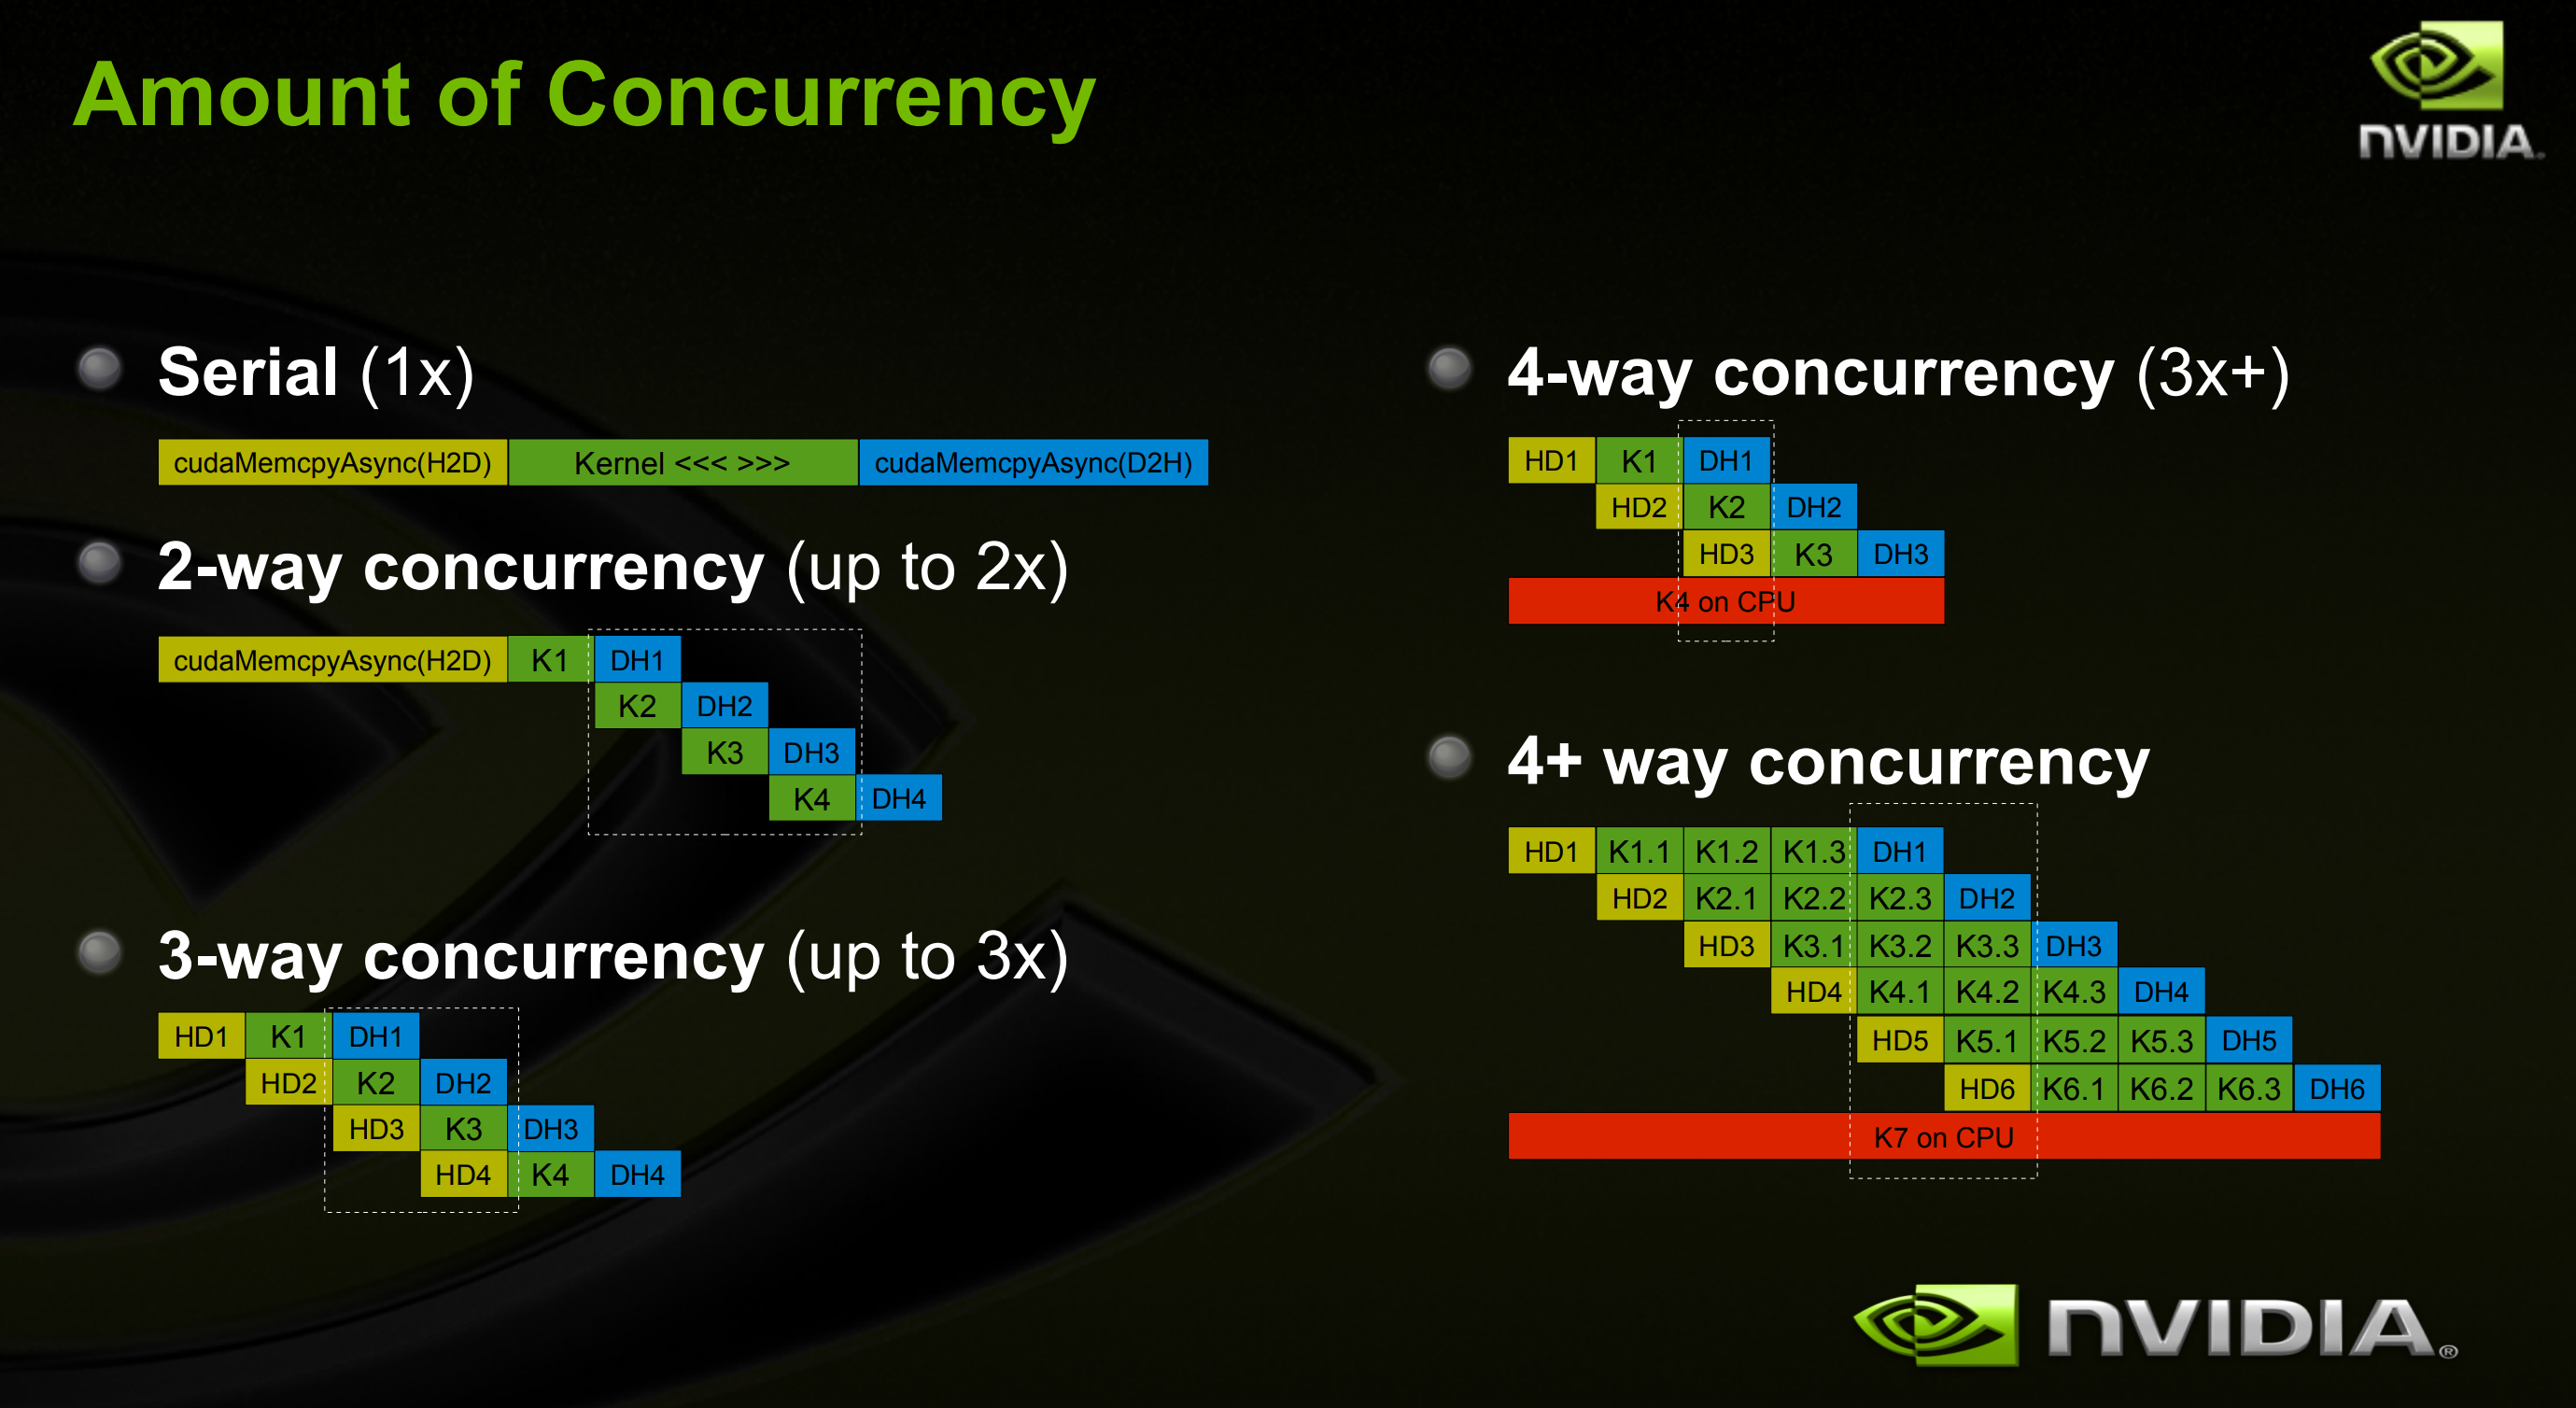 Amount of Concurrency
NVIDIA.
Serial (1x)
cudaMemcpyAsync(H2D) Kernel <<< >>> cudaMemcpyAsync(D2H)
2-way concurrency (up to 2x)
cudaMemcpyAsync(H2D) K1 DH1
K2 DH2
K3 DH3
K4 DH4
3-way concurrency (up to 3x)
HD1 K1 DH1
HD2 K2 DH2
HD3 K3 DH3
HD4 K4 DH4
4-way concurrency (3x+)
HD1 K1 DH1
HD2 K2 DH2
HD3 K3 DH3
K4 on CPU
4+ way concurrency
HD1 K1.1 K1.2 K1.3 DH1
HD2 K2.1 K2.2 K2.3 DH2
HD3 K3.1 K3.2 K3.3 DH3
HD4 K4.1 K4.2 K4.3 DH4
HD5 K5.1 K5.2 K5.3 DH5
HD6 K6.1 K6.2 K6.3 DH6
K7 on CPU
NVIDIA®